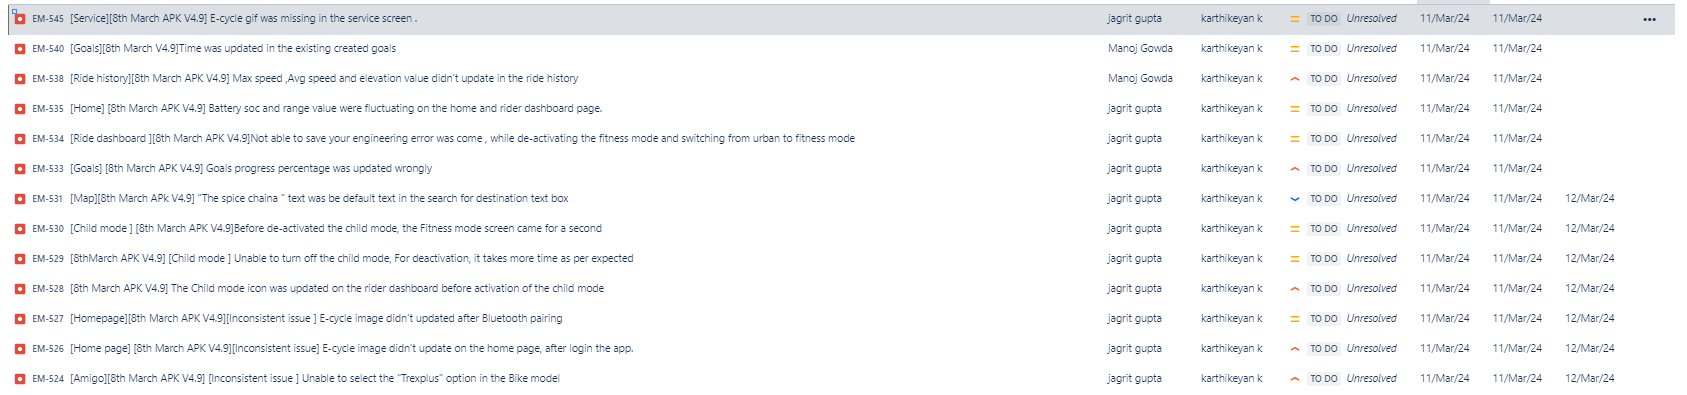 EM-545 [Service][8th March APK V4.9] E-cycle gif was missing in the service screen . jagrit gupta karthikeyan k TO DO Unresolved 11/Mar/24 11/Mar/24
EM-540 [Goals][8th March V4.9]Time was updated in the existing created goals Manoj Gowda karthikeyan k TO DO Unresolved 11/Mar/24 11/Mar/24
EM-538 [Ride history][8th March APK V4.9] Max speed ,Avg speed and elevation value didn't update in the ride history Manoj Gowda karthikeyan k TO DO Unresolved 11/Mar/24 11/Mar/24
EM-535 [Home] [8th March APK V4.9] Battery soc and range value were fluctuating on the home and rider dashboard page. jagrit gupta karthikeyan k TO DO Unresolved 11/Mar/24 11/Mar/24
EM-534 [Ride dashboard ][8th March APK V4.9]Not able to save your engineering error was come , while de-activating the fitness mode and switching from urban to fitness mode jagrit gupta karthikeyan k TO DO Unresolved 11/Mar/24 11/Mar/24
EM-533 [Goals] [8th March APK V4.9] Goals progress percentage was updated wrongly jagrit gupta karthikeyan k TO DO Unresolved 11/Mar/24 11/Mar/24
EM-531 [Map][8th March APk V4.9] "The spice chaina " text was be default text in the search for destination text box jagrit gupta karthikeyan k TO DO Unresolved 11/Mar/24 11/Mar/24 12/Mar/24
EM-530 [Child mode ] [8th March APK V4.9]Before de-activated the child mode, the Fitness mode screen came for a second jagrit gupta karthikeyan k TO DO Unresolved 11/Mar/24 11/Mar/24 12/Mar/24
EM-529 [8thMarch APK V4.9] [Child mode ] Unable to turn off the child mode, For deactivation, it takes more time as per expected jagrit gupta karthikeyan k TO DO Unresolved 11/Mar/24 11/Mar/24 12/Mar/24
EM-528 [8th March APK V4.9] The Child mode icon was updated on the rider dashboard before activation of the child mode jagrit gupta karthikeyan k TO DO Unresolved 11/Mar/24 11/Mar/24 12/Mar/24
EM-527 [Homepage][8th March APK V4.9][Inconsistent issue ] E-cycle image didn't updated after Bluetooth pairing jagrit gupta karthikeyan k TO DO Unresolved 11/Mar/24 11/Mar/24 12/Mar/24
EM-526 [Home page] [8th March APK V4.9][Inconsistent issue] E-cycle image didn't update on the home page, after login the app. jagrit gupta karthikeyan k TO DO Unresolved 11/Mar/24 11/Mar/24 12/Mar/24
EM-524 [Amigo][8th March APK V4.9] [Inconsistent issue ] Unable to select the "Trexplus" option in the Bike model jagrit gupta karthikeyan k TO DO Unresolved 11/Mar/24 11/Mar/24 12/Mar/24